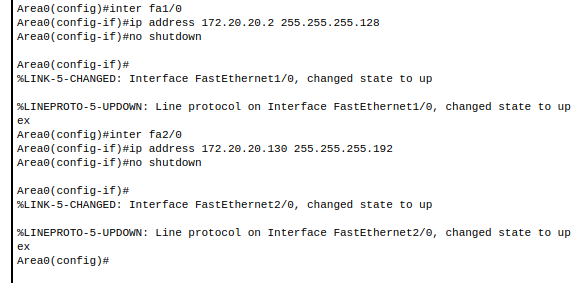 Area0(config)#inter fa1/0
Area0(config-if)#ip address 172.20.20.2 255.255.255.128
Area0(config-if)#no shutdown
Area0(config-if)#
%LINK-5-CHANGED: Interface FastEthernet1/0, changed state to up
%LINEPROTO-5-UPDOWN: Line protocol on Interface FastEthernet1/0, changed state to up
ex
Area0(config)#inter fa2/0
Area0(config-if)#ip address 172.20.20.130 255.255.255.192
Area0(config-if)#no shutdown
Area0(config-if)#
%LINK-5-CHANGED: Interface FastEthernet2/0, changed state to up
%LINEPROTO-5-UPDOWN: Line protocol on Interface FastEthernet2/0, changed state to up
ex
Area0(config)#